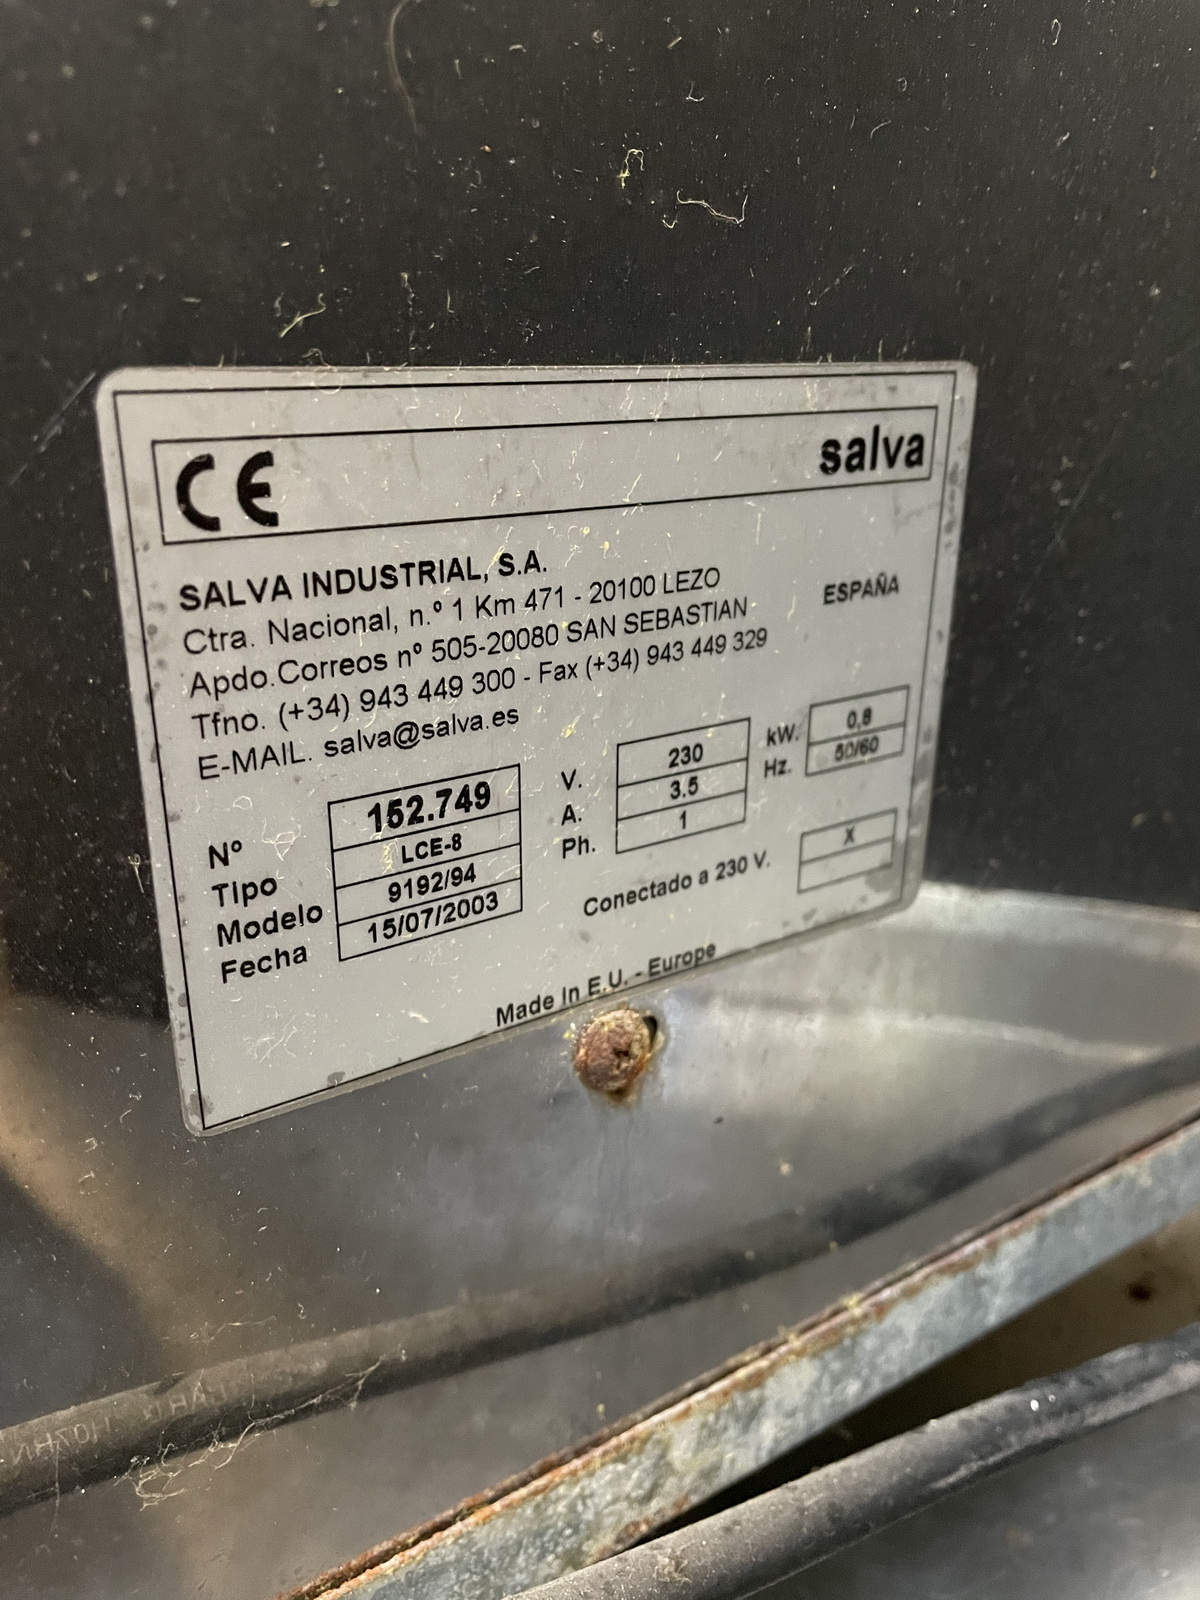 CE salva
SALVA INDUSTRIAL, S.A.
Ctra. Nacional, n.º 1 Km 471 - 20100 LEZO ESPAÑA
Apdo.Correos nº 505-20080 SAN SEBASTIAN
Tfno. (+34) 943 449 300 - Fax (+34) 943 449 329
E-MAIL. salva@salva.es
Nº 152.749
Tipo LCE-8
Modelo 9192/94
Fecha 15/07/2003
V. 230
A. 3.5
Ph. 1
kW. 0,8
Hz. 50/60
Conectado a 230 V. X
Made In E.U. - Europe